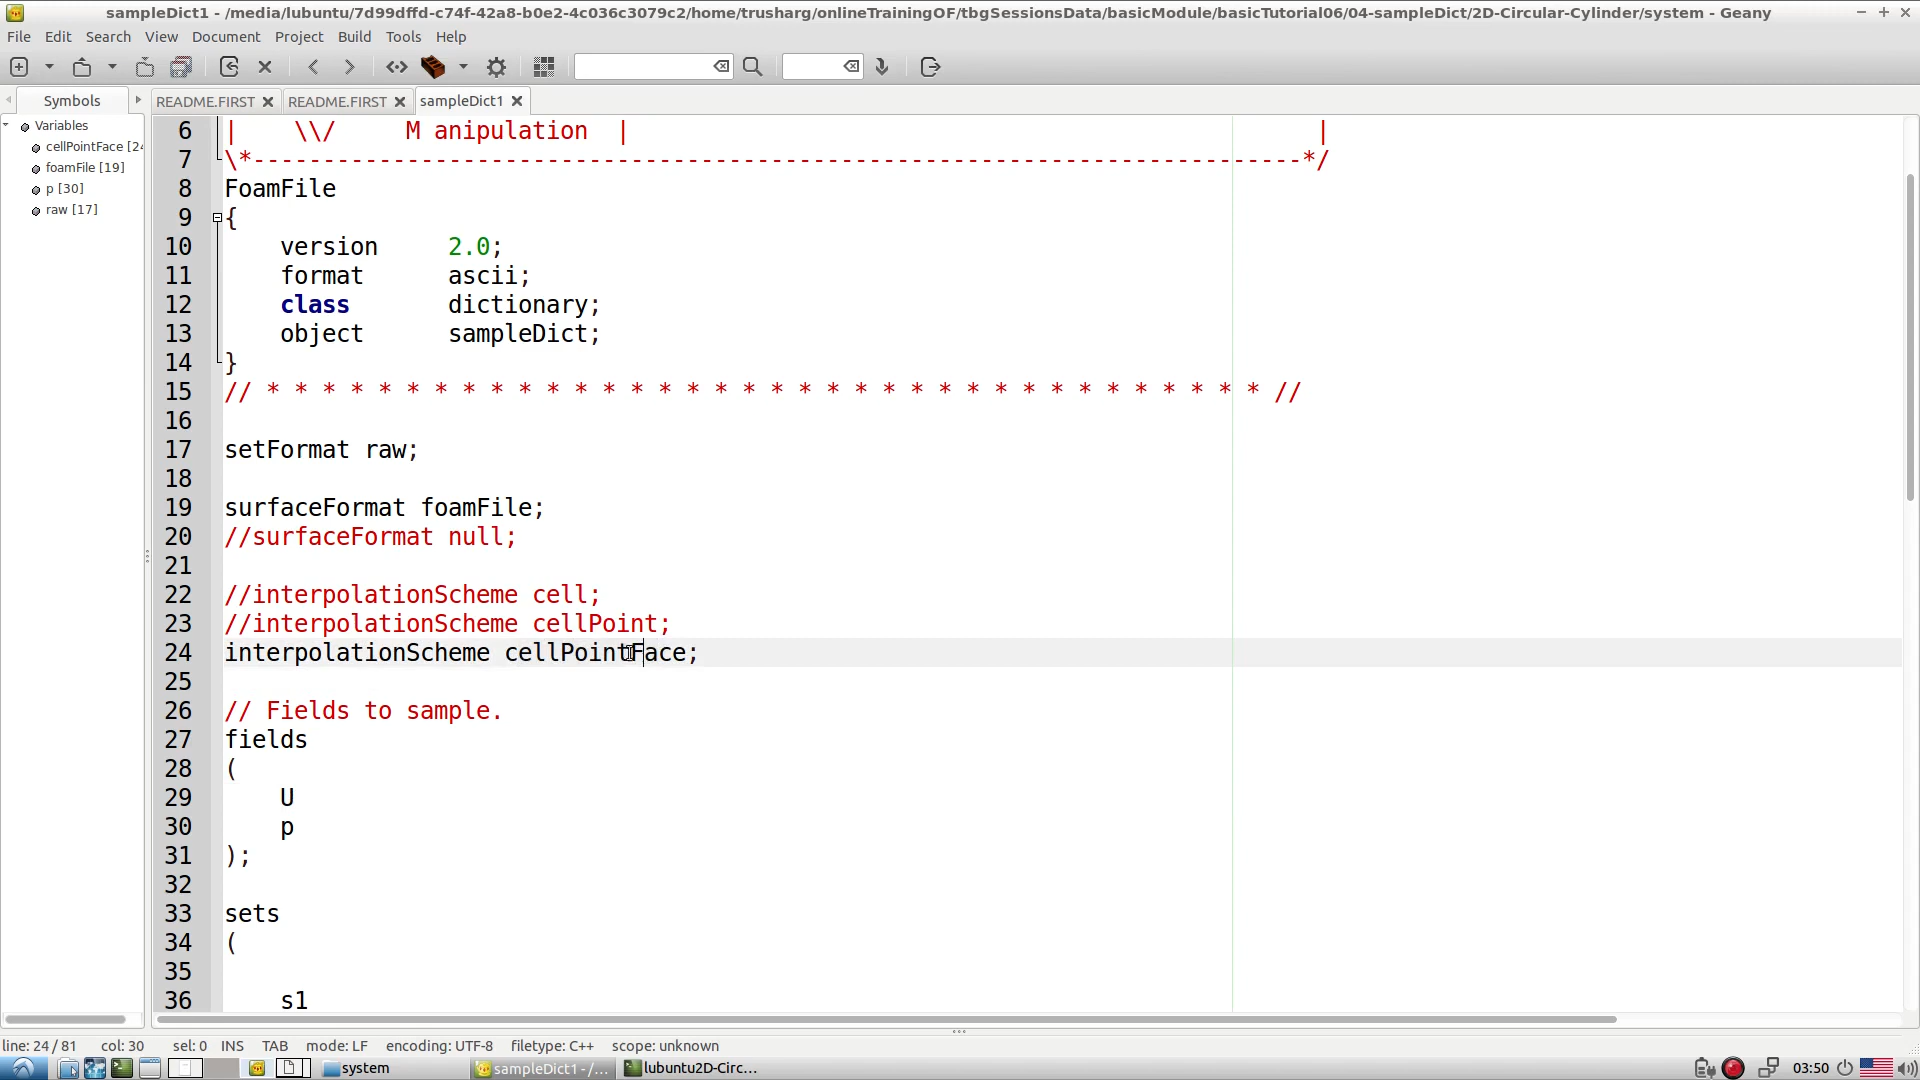 sampleDict1 - /media/lubuntu/7d99dffd-c74f-42a8-b0e2-4c036c3079c2/home/trusharg/onlineTrainingOF/tbgSessionsData/basicModule/basicTutorial06/04-sampleDict/2D-Circular-Cylinder/system - Geany
File Edit Search View Document Project Build Tools Help
Symbols README.FIRST README.FIRST sampleDict1
Variables
cellPointFace [24
foamFile [19]
p [30]
raw [17]
6 | \\/ M anipulation | |
7 \*---------------------------------------------------------------------------*/
8 FoamFile
9 {
10 version 2.0;
11 format ascii;
12 class dictionary;
13 object sampleDict;
14 }
15 // * * * * * * * * * * * * * * * * * * * * * * * * * * * * * * * * * * * * //
16
17 setFormat raw;
18
19 surfaceFormat foamFile;
20 //surfaceFormat null;
21
22 //interpolationScheme cell;
23 //interpolationScheme cellPoint;
24 interpolationScheme cellPointFace;
25
26 // Fields to sample.
27 fields
28 (
29 U
30 p
31 );
32
33 sets
34 (
35
36 s1
line: 24 / 81 col: 30 sel: 0 INS TAB mode: LF encoding: UTF-8 filetype: C++ scope: unknown
system sampleDict1 - /... lubuntu2D-Circ... 03:50